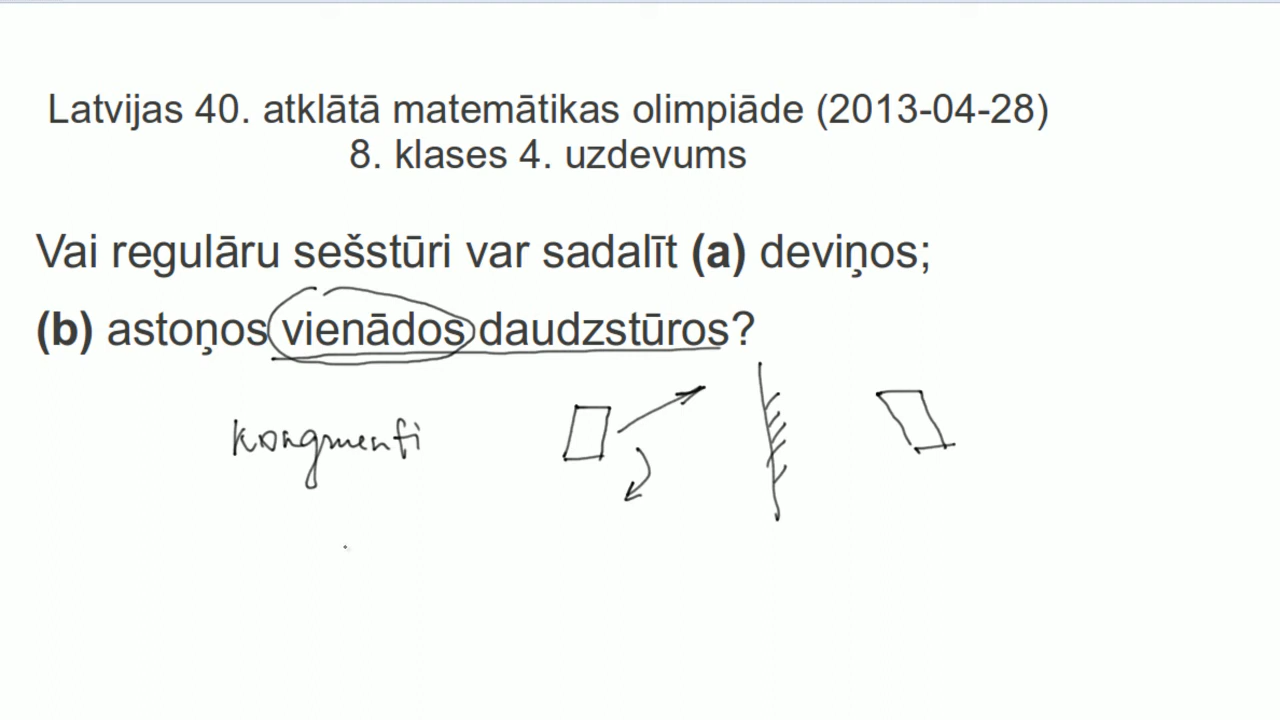 Latvijas 40. atklātā matemātikas olimpiāde (2013-04-28)
8. klases 4. uzdevums
Vai regulāru sešstūri var sadalīt (a) deviņos;
(b) astoņos vienādos daudzstūros?
kongruenti